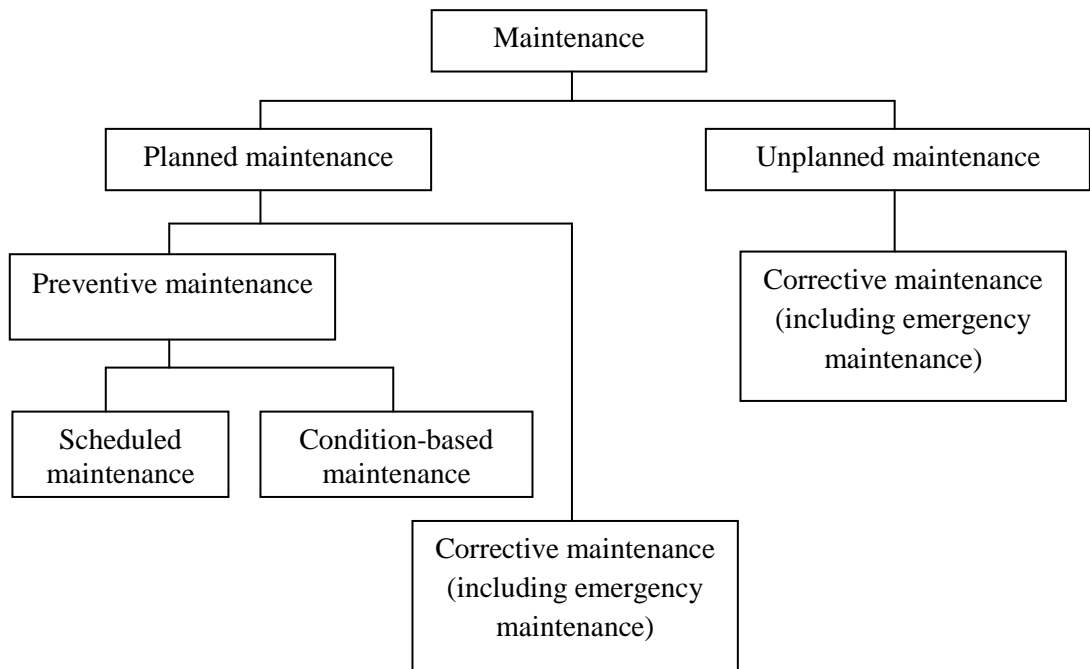 Maintenance
Planned maintenance
Unplanned maintenance
Preventive maintenance
Corrective maintenance
(including emergency
maintenance)
Scheduled
maintenance
Condition-based
maintenance
Corrective maintenance
(including emergency
maintenance)